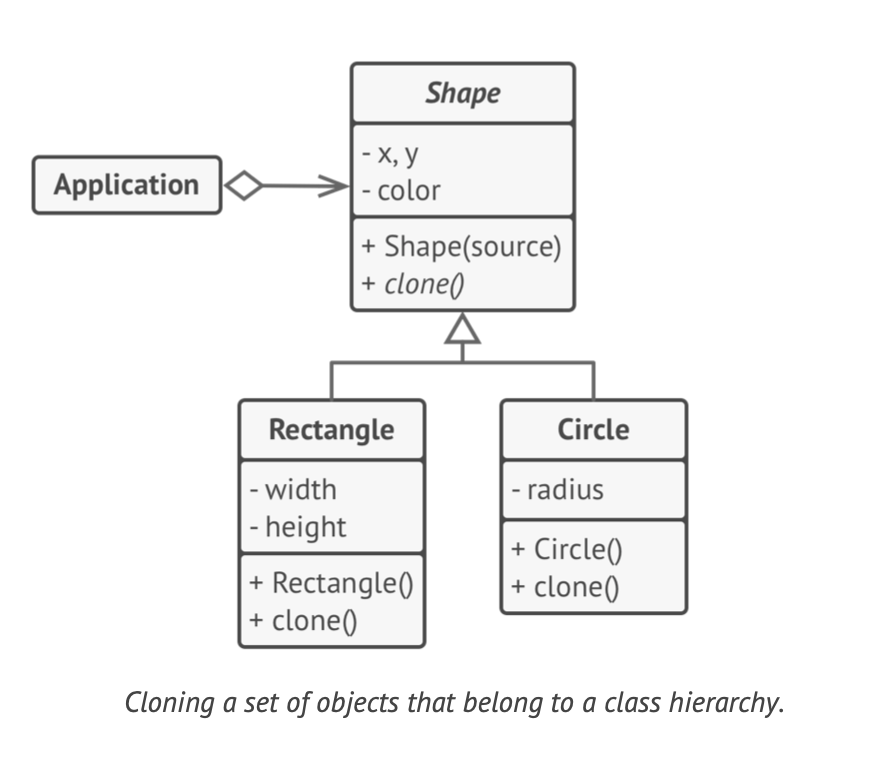 Shape
- x, y
- color
+ Shape(source)
+ clone()
Application
Rectangle
- width
- height
+ Rectangle()
+ clone()
Circle
- radius
+ Circle()
+ clone()
Cloning a set of objects that belong to a class hierarchy.